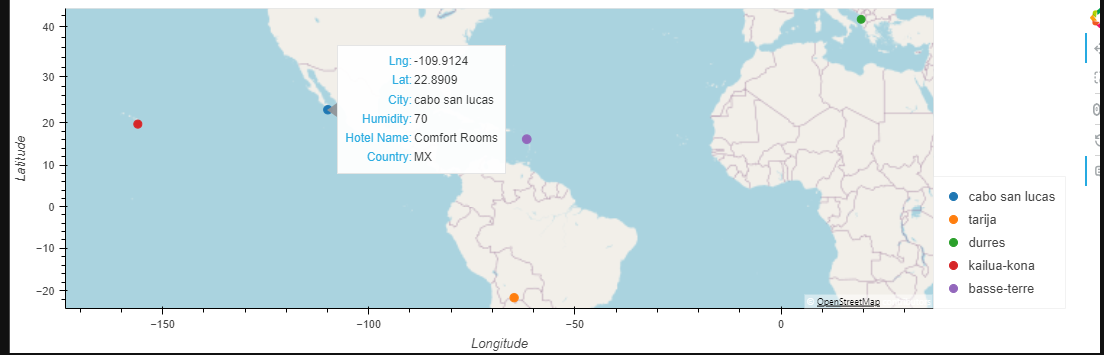 40
30
20
10
0
−10
−20
Latitude
Lng: -109.9124
Lat: 22.8909
City: cabo san lucas
Humidity: 70
Hotel Name: Comfort Rooms
Country: MX
cabo san lucas
tarija
durres
kailua-kona
basse-terre
© OpenStreetMap
−150
−100
−50
0
Longitude